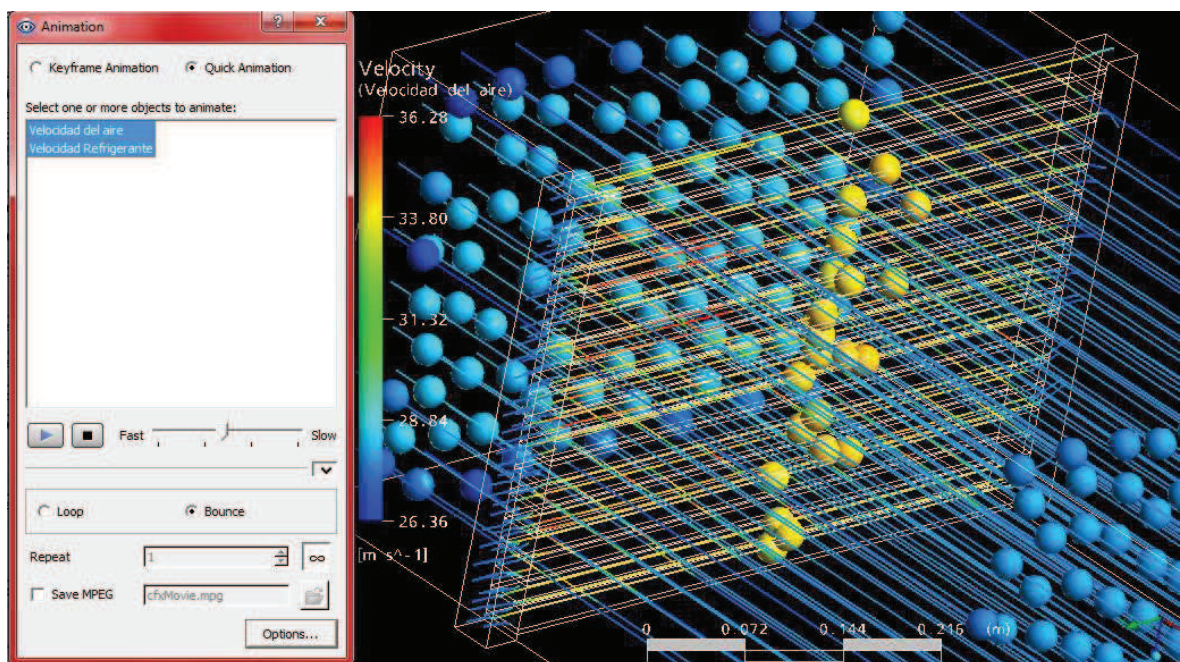 Animation
Keyframe Animation
Quick Animation
Select one or more objects to animate:
Velocidad del aire
Velocidad Refrigerante
Fast
Slow
Loop
Bounce
Repeat
1
∞
Save MPEG
cfxMovie.mpg
Options...
Velocity
(Velocidad del aire)
36.28
33.80
31.32
28.84
26.36
[m s^-1]
0
0.072
0.144
0.216
(m)